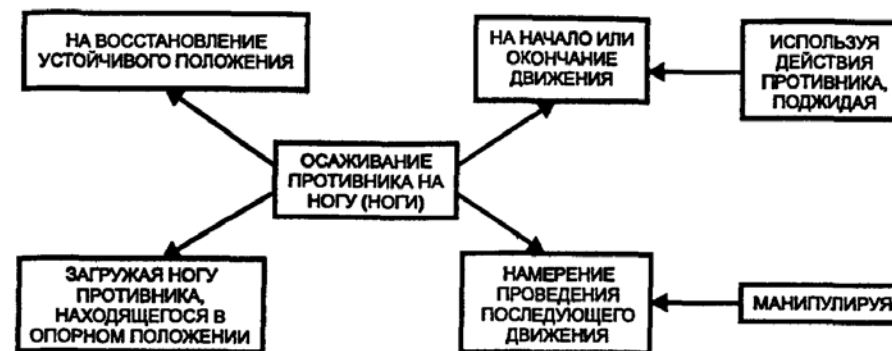 НА ВОССТАНОВЛЕНИЕ
УСТОЙЧИВОГО ПОЛОЖЕНИЯ
НА НАЧАЛО ИЛИ
ОКОНЧАНИЕ
ДВИЖЕНИЯ
ИСПОЛЬЗУЯ
ДЕЙСТВИЯ
ПРОТИВНИКА,
ПОДЖИДАЯ
ОСАЖИВАНИЕ
ПРОТИВНИКА НА
НОГУ (НОГИ)
ЗАГРУЖАЯ НОГУ
ПРОТИВНИКА,
НАХОДЯЩЕГОСЯ В
ОПОРНОМ ПОЛОЖЕНИИ
НАМЕРЕНИЕ
ПРОВЕДЕНИЯ
ПОСЛЕДУЮЩЕГО
ДВИЖЕНИЯ
МАНИПУЛИРУЯ